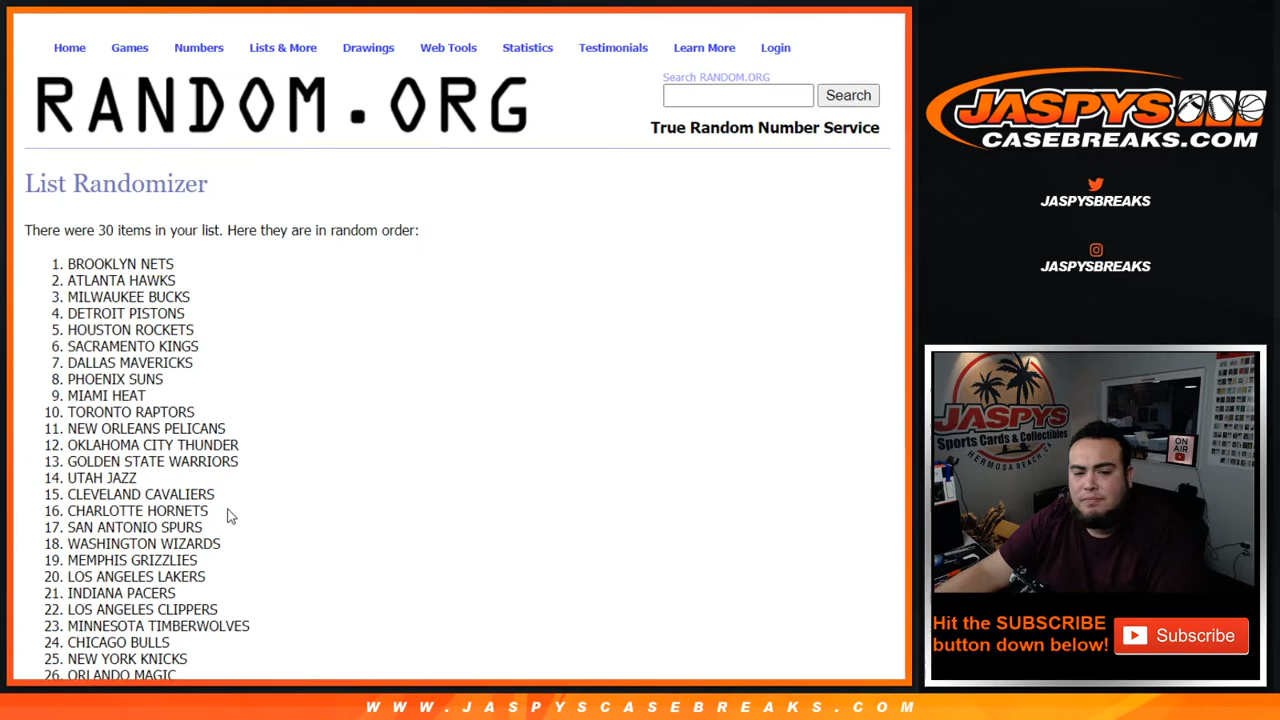 Home Games Numbers Lists & More Drawings Web Tools Statistics Testimonials Learn More Login
RANDOM.ORG
Search RANDOM.ORG
Search
True Random Number Service
List Randomizer
There were 30 items in your list. Here they are in random order:
1. BROOKLYN NETS
2. ATLANTA HAWKS
3. MILWAUKEE BUCKS
4. DETROIT PISTONS
5. HOUSTON ROCKETS
6. SACRAMENTO KINGS
7. DALLAS MAVERICKS
8. PHOENIX SUNS
9. MIAMI HEAT
10. TORONTO RAPTORS
11. NEW ORLEANS PELICANS
12. OKLAHOMA CITY THUNDER
13. GOLDEN STATE WARRIORS
14. UTAH JAZZ
15. CLEVELAND CAVALIERS
16. CHARLOTTE HORNETS
17. SAN ANTONIO SPURS
18. WASHINGTON WIZARDS
19. MEMPHIS GRIZZLIES
20. LOS ANGELES LAKERS
21. INDIANA PACERS
22. LOS ANGELES CLIPPERS
23. MINNESOTA TIMBERWOLVES
24. CHICAGO BULLS
25. NEW YORK KNICKS
26. ORLANDO MAGIC
JASPYS
CASEBREAKS.COM
JASPYSBREAKS
JASPYSBREAKS
JASPYS
Sports Cards & Collectibles
HERMOSA BEACH, CA
ON AIR
Hit the SUBSCRIBE
button down below!
Subscribe
WWW.JASPYSCASEBREAKS.COM